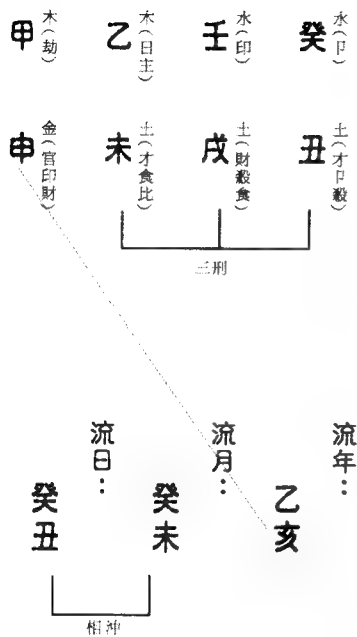 水(卩)
癸
土(才卩殺)
丑
水(印)
壬
土(財殺食)
戌
木(日主)
乙
土(才食比)
未
木(劫)
甲
金(官印財)
申
三刑
流年：
乙亥
流月：
癸未
流日：
癸丑
相沖